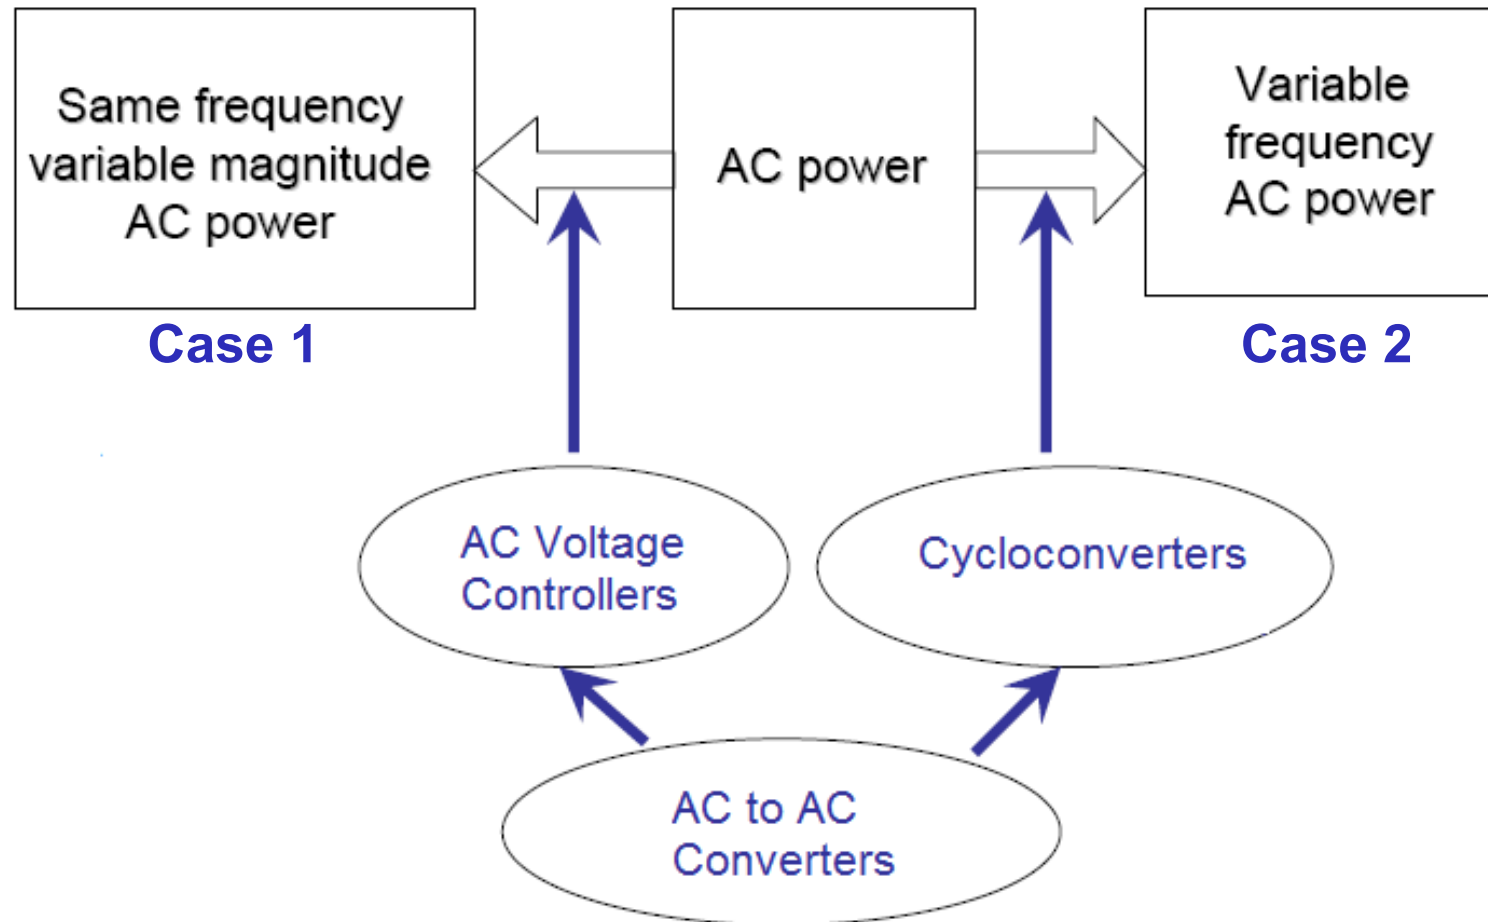 Same frequency
variable magnitude
AC power
AC power
Variable
frequency
AC power
Case 1
Case 2
AC Voltage
Controllers
Cycloconverters
AC to AC
Converters